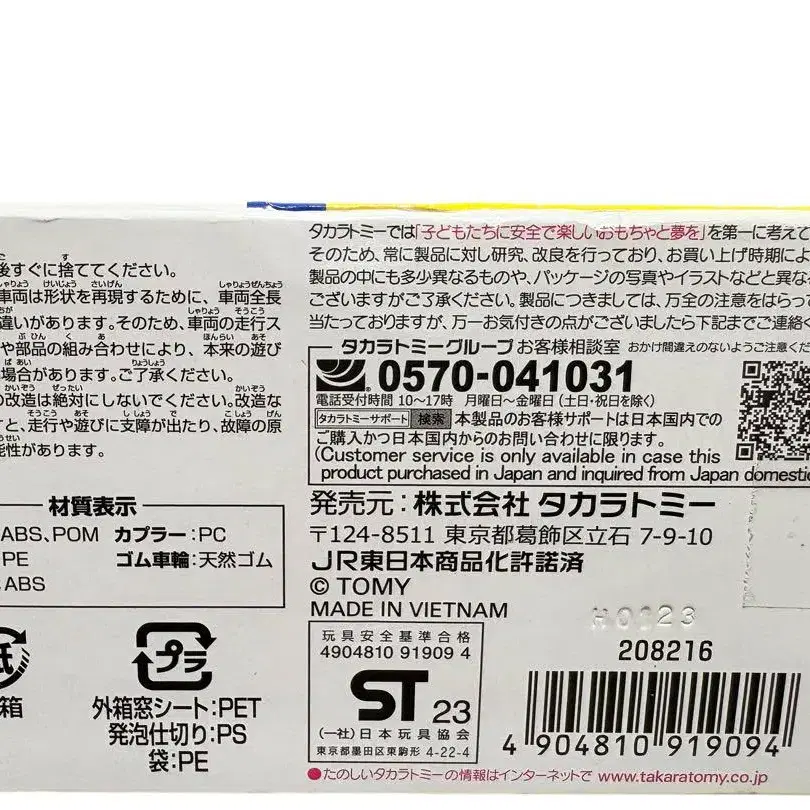 後すぐに捨ててください。
車両は形状を再現するために、車両全長
違いがあります。そのため、車両の走行ス
や部品の組み合わせにより、本来の遊び
場合があります。ご了承ください。
の改造は絶対にしないでください。改造な
すと、走行や遊びに支障が出たり、故障の原
能性があります。
材質表示
ABS、POM カプラー:PC
PE ゴム車輪:天然ゴム
ABS
箱
プラ
外箱窓シート:PET
発泡仕切り:PS
袋:PE
タカラトミーでは「子どもたちに安全で楽しいおもちゃと夢を」を第一に考えて
そのため、常に製品に対し研究、改良を行っており、お買い上げ時期によ
製品の中にも多少異なるものや、パッケージの写真やイラストなどと異な
ございますがご了承ください。製品につきましては、万全の注意をはらっ
当たっておりますが、万一お気付きの点がございましたら下記までご連絡く
タカラトミーグループ お客様相談室 おかけ間違えのないようご注意くだ
0570-041031
電話受付時間 10〜17時 月曜日〜金曜日(土日・祝日を除く)
タカラトミーサポート 検索 本製品のお客様サポートは日本国内での
ご購入かつ日本国内からのお問い合わせに限ります。
(Customer service is only available in case this
product purchased in Japan and inquired from Japan domesti
発売元:株式会社 タカラトミー
〒124-8511 東京都葛飾区立石 7-9-10
JR東日本商品化許諾済
© TOMY
MADE IN VIETNAM
玩具安全基準合格
4904810 91909 4
ST 23
(一社)日本玩具協会
東京都墨田区東駒形 4-22-4
208216
4 904810 919094
●たのしいタカラトミーの情報はインターネットで www.takaratomy.co.jp